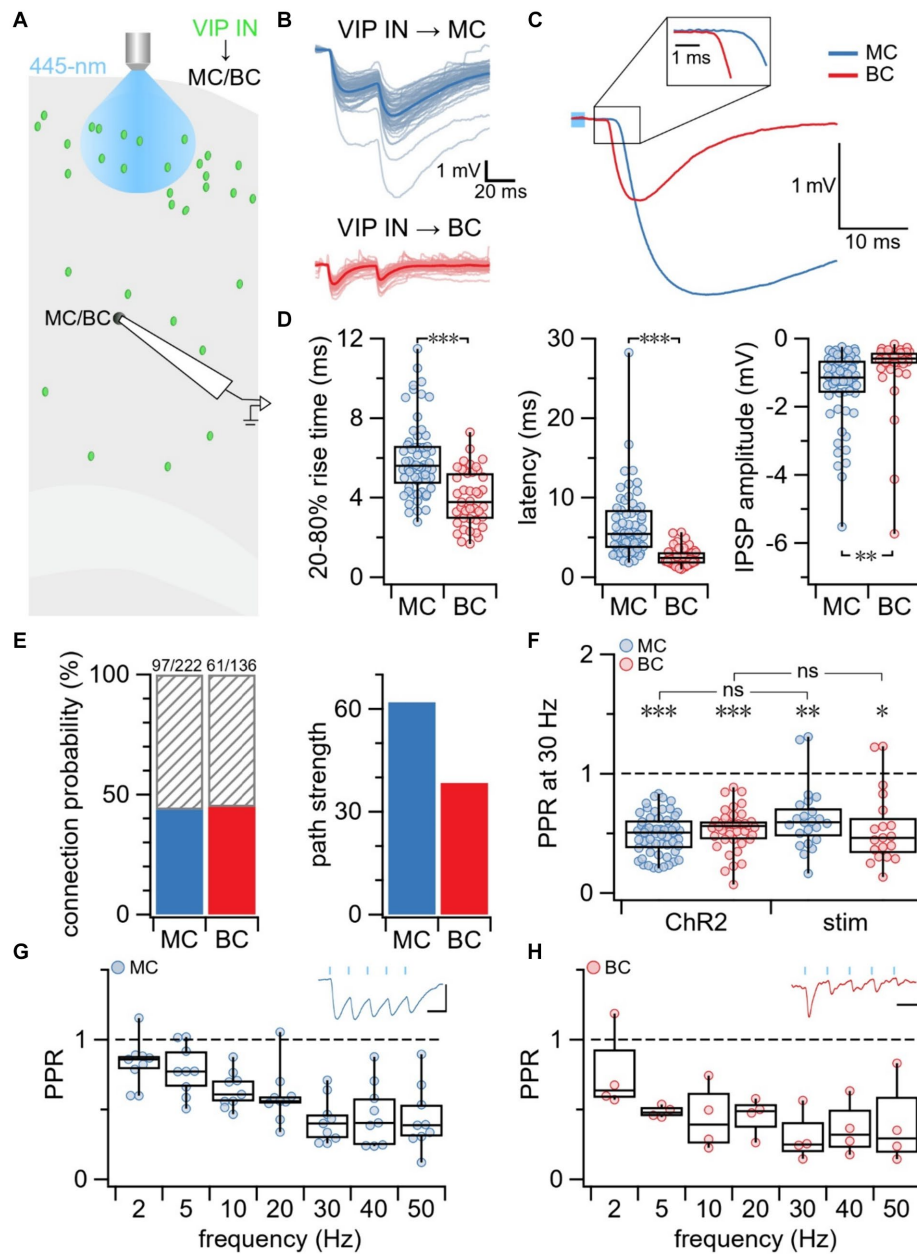 A
VIP IN
↓
MC/BC
445-nm
MC/BC
B
VIP IN → MC
1 mV
20 ms
VIP IN → BC
C
1 ms
MC
BC
1 mV
10 ms
D
20-80% rise time (ms)
12
8
4
0
***
MC BC
latency (ms)
30
20
10
0
***
MC BC
IPSP amplitude (mV)
0
-2
-4
-6
**
MC BC
E
connection probability (%)
97/222 61/136
100
50
0
MC BC
path strength
60
30
0
MC BC
F
MC
BC
PPR at 30 Hz
2
1
0
ns
ns
*** *** ** *
ChR2 stim
G
MC
PPR
1
0
2 5 10 20 30 40 50
frequency (Hz)
H
BC
PPR
1
0
2 5 10 20 30 40 50
frequency (Hz)